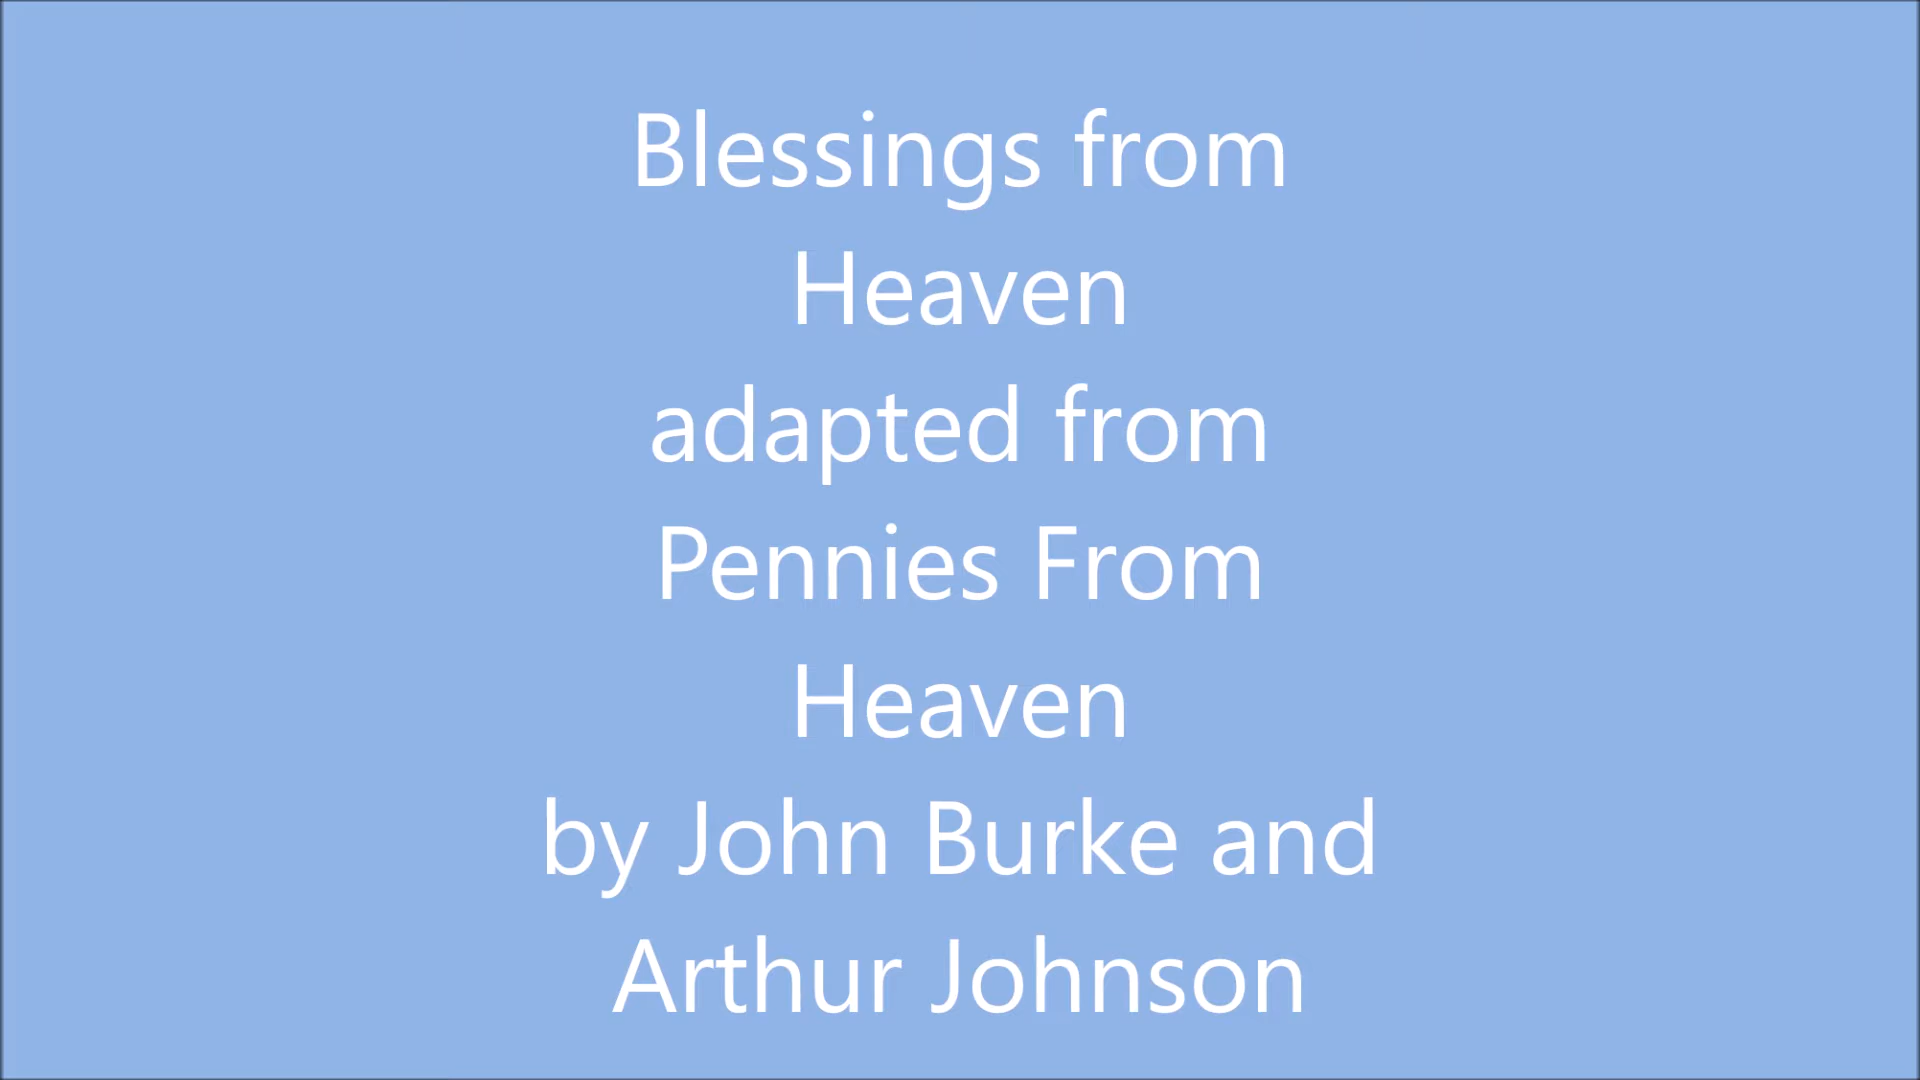 Blessings from
Heaven
adapted from
Pennies From
Heaven
by John Burke and
Arthur Johnson